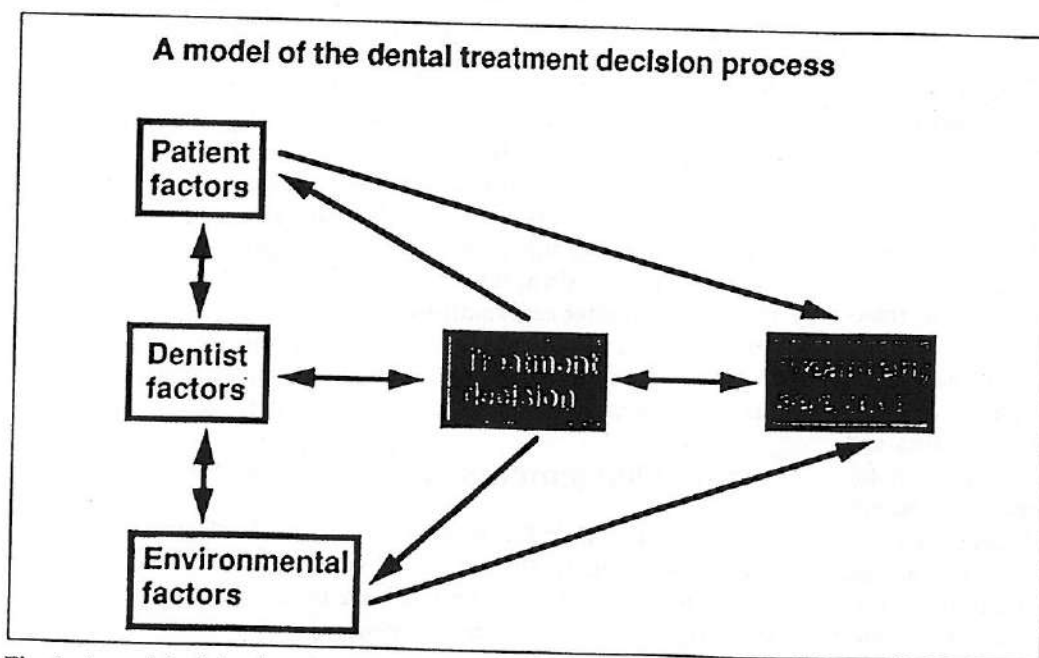 A model of the dental treatment decision process
Patient
factors
Dentist
factors
Treatment
decision
Environmental
factors